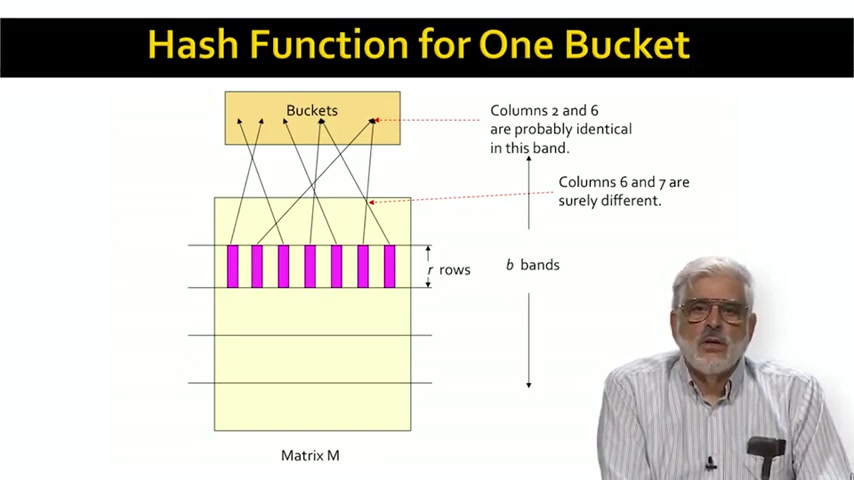 Hash Function for One Bucket
Buckets
Columns 2 and 6
are probably identical
in this band.
Columns 6 and 7 are
surely different.
r rows
b bands
Matrix M